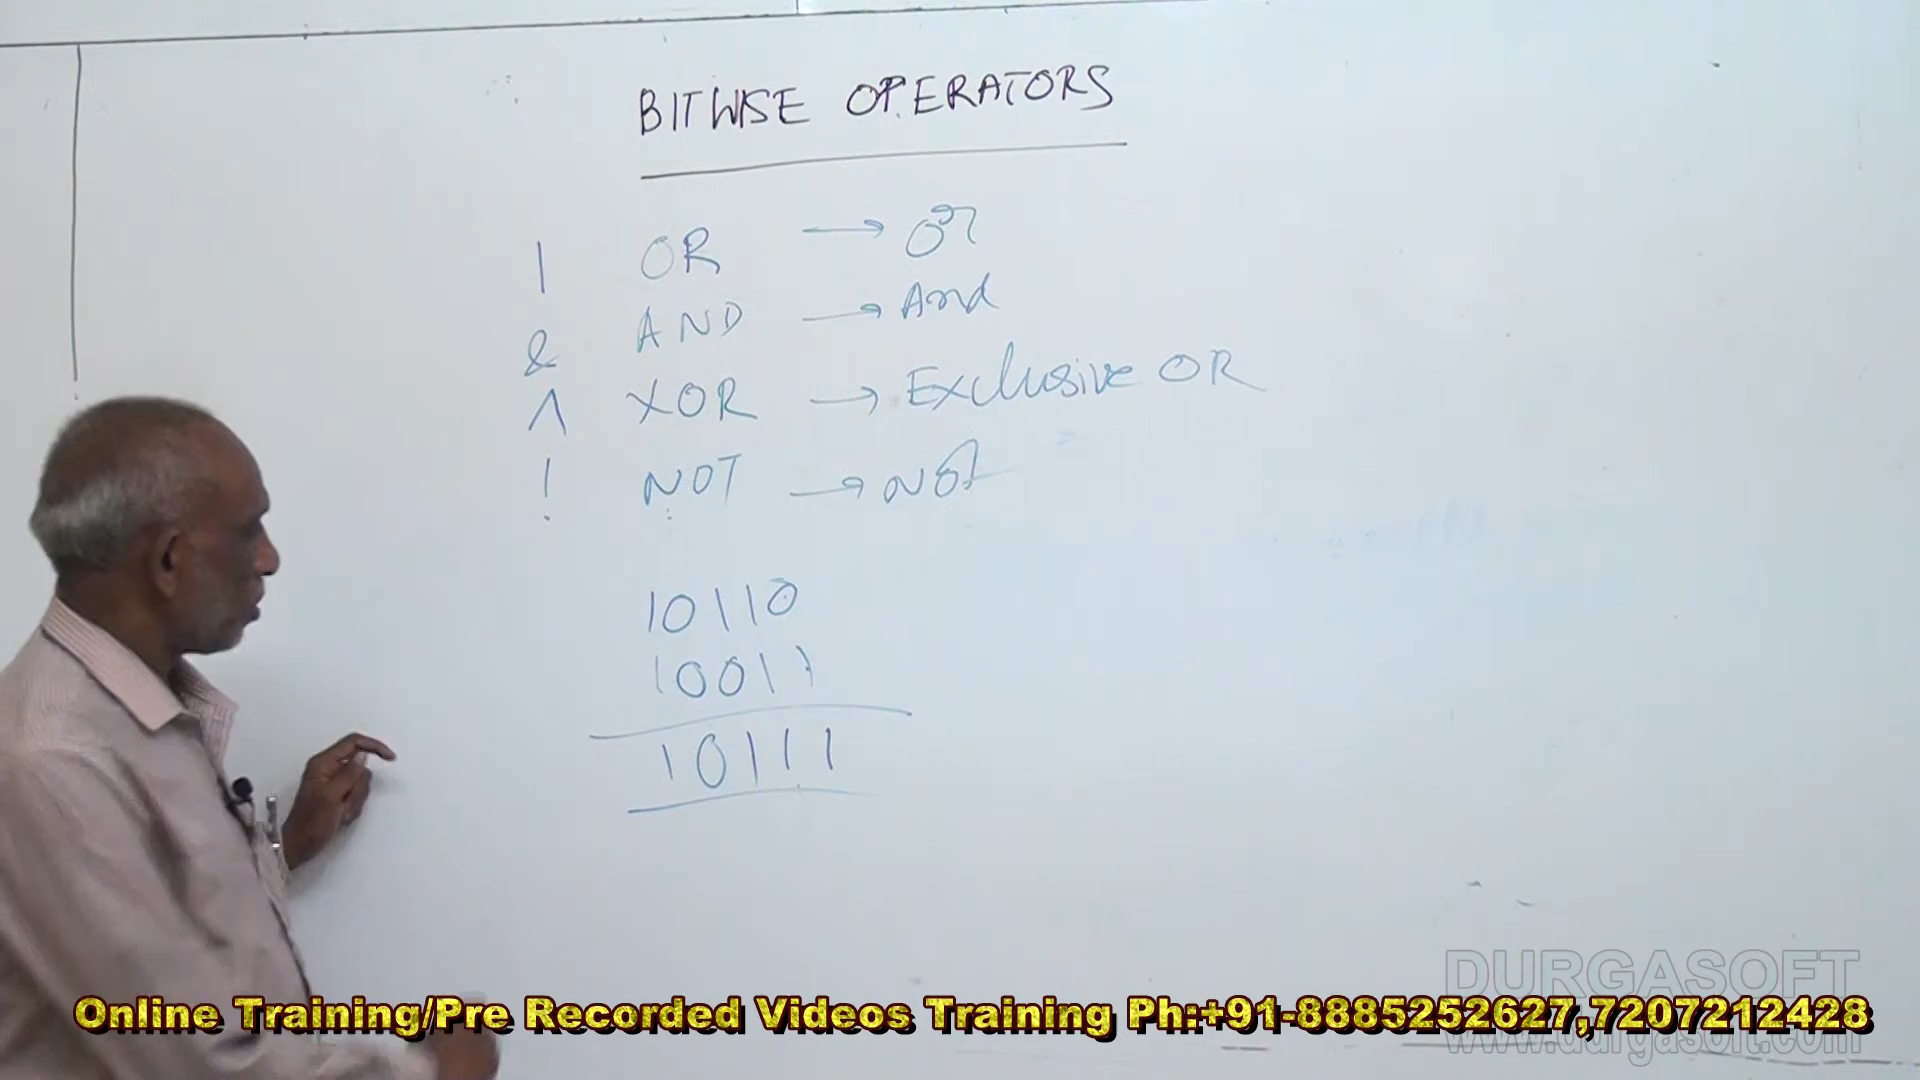 BITWISE OPERATORS
| OR → or
& AND → And
^ XOR → Exclusive OR
! NOT → NOt
10110
10011
10111
DURGASOFT
Online Training/Pre Recorded Videos Training Ph:+91-8885252627,7207212428
www.durgasoft.com